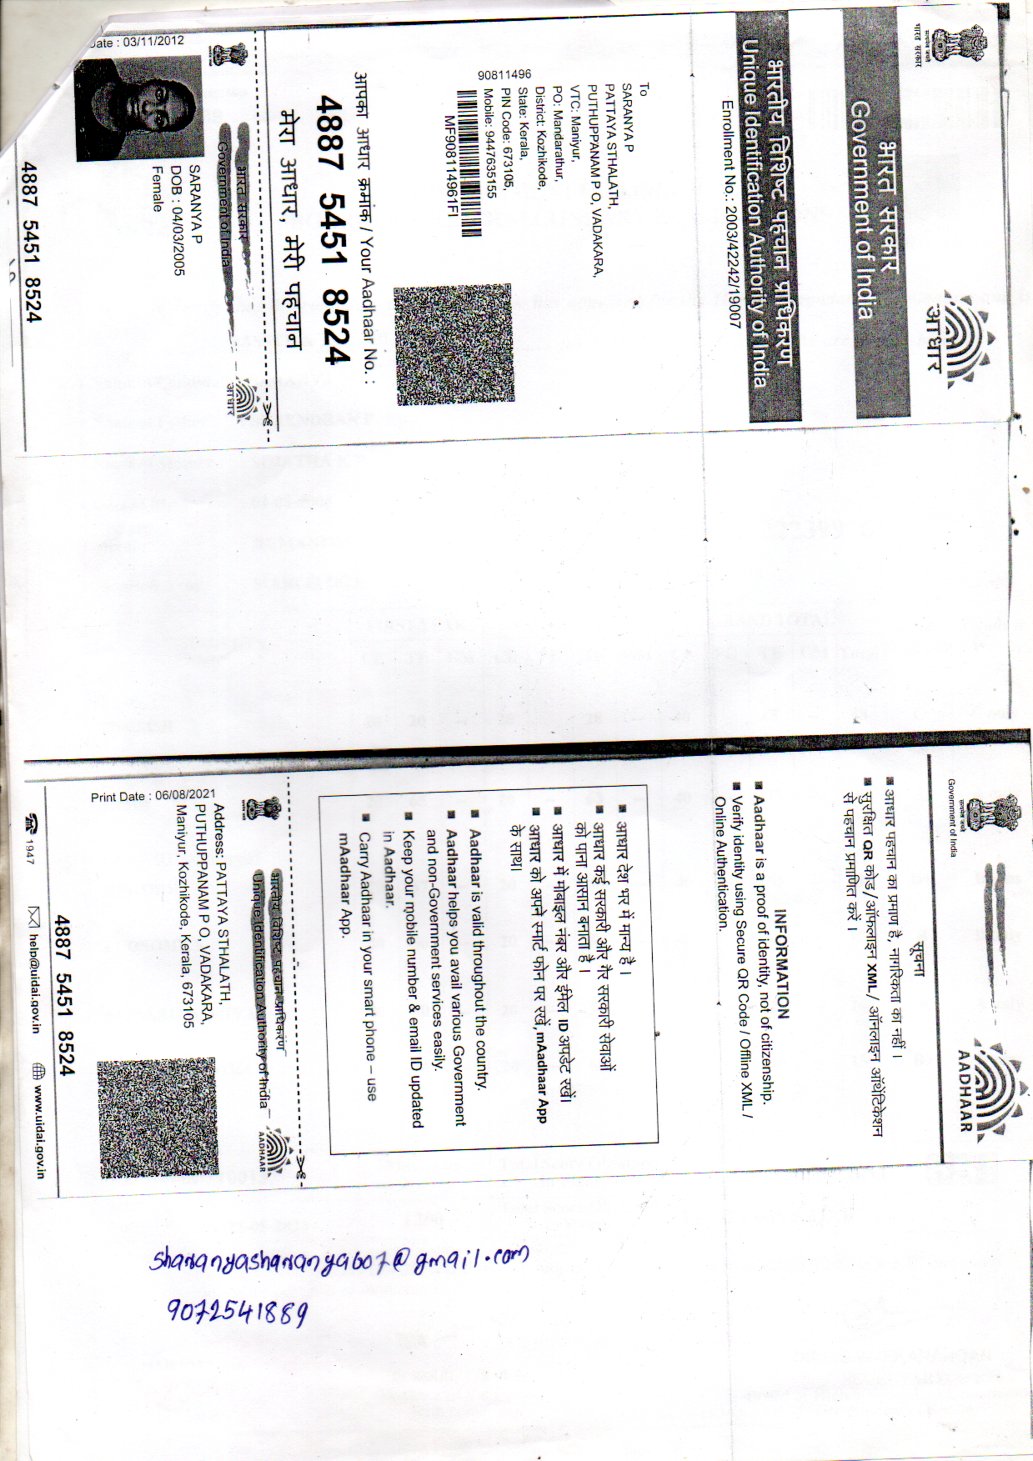 भारत सरकार
Government of India
आधार
भारत सरकार
Government of India
भारतीय विशिष्ट पहचान प्राधिकरण
Unique Identification Authority of India
Enrollment No.: 2003/42242/19007
To
SARANYA P
PATTAYA STHALATH,
PUTHUPPANAM P O, VADAKARA,
VTC: Maniyur,
PO: Mandarathur,
District: Kozhikode,
State: Kerala,
PIN Code: 673105,
Mobile: 9447635155
90811496
MF908114961FI
आपका आधार क्रमांक / Your Aadhaar No. :
4887 5451 8524
मेरा आधार, मेरी पहचान
भारत सरकार
Government of India
आधार
Date : 03/11/2012
SARANYA P
DOB : 04/03/2005
Female
4887 5451 8524
Government of India
AADHAAR
सूचना
आधार पहचान का प्रमाण है, नागरिकता का नहीं ।
सुरक्षित QR कोड / ऑफलाइन XML / ऑनलाइन ऑथेंटिकेशन
से पहचान प्रमाणित करें ।
INFORMATION
Aadhaar is a proof of identity, not of citizenship.
Verify identity using Secure QR Code / Offline XML /
Online Authentication.
आधार देश भर में मान्य है ।
आधार कई सरकारी और गैर सरकारी सेवाओं
को पाना आसान बनाता है ।
आधार में मोबाइल नंबर और ईमेल ID अपडेट रखें।
आधार को अपने स्मार्ट फोन पर रखें, mAadhaar App
के साथ।
Aadhaar is valid throughout the country.
Aadhaar helps you avail various Government
and non-Government services easily.
Keep your mobile number & email ID updated
in Aadhaar.
Carry Aadhaar in your smart phone – use
mAadhaar App.
भारतीय विशिष्ट पहचान प्राधिकरण
Unique Identification Authority of India
AADHAAR
Print Date : 06/08/2021
Address: PATTAYA STHALATH,
PUTHUPPANAM P O, VADAKARA,
Maniyur, Kozhikode, Kerala, 673105
4887 5451 8524
1947
help@uidai.gov.in
www.uidai.gov.in
sharanyasharanya607@gmail.com
9072541889